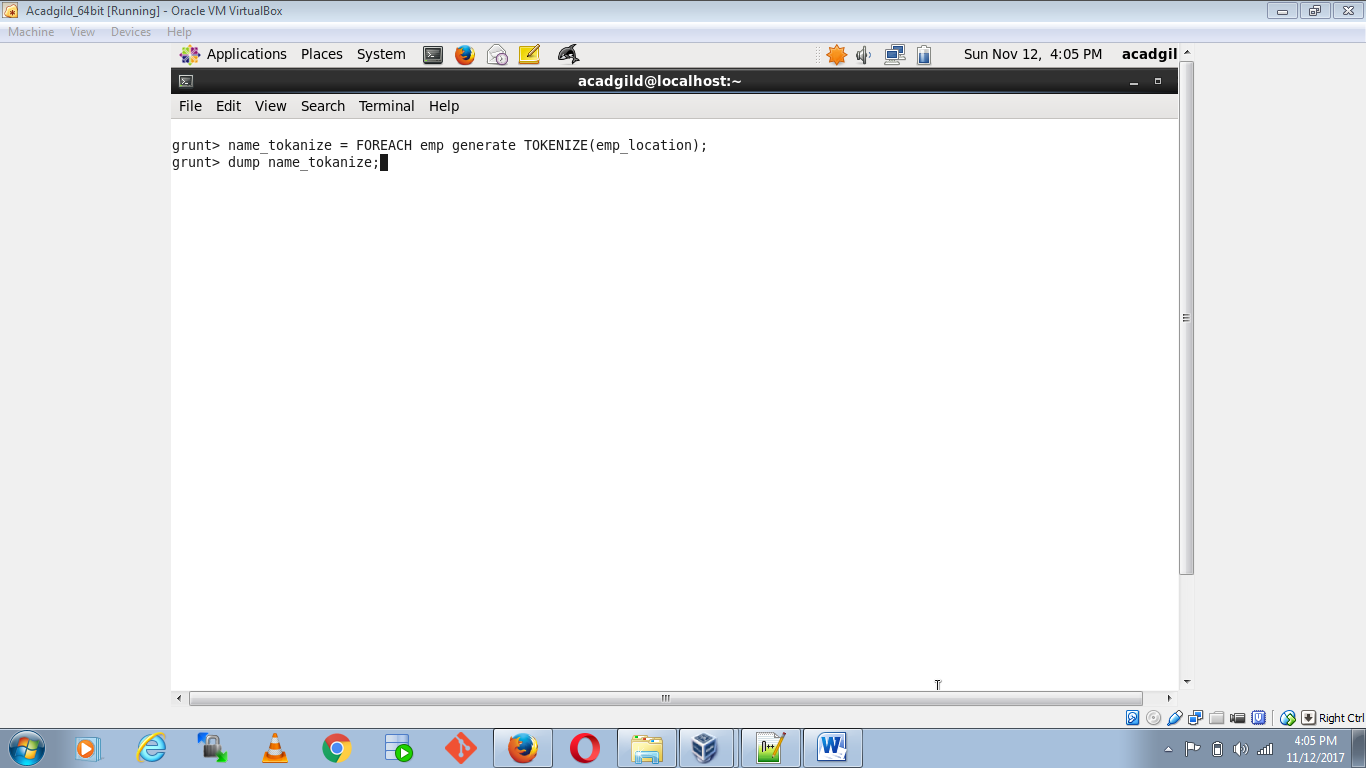 Acadgild_64bit [Running] - Oracle VM VirtualBox
Machine View Devices Help
Applications Places System Sun Nov 12, 4:05 PM acadgil
acadgild@localhost:~
File Edit View Search Terminal Help
grunt> name_tokanize = FOREACH emp generate TOKENIZE(emp_location);
grunt> dump name_tokanize;
Right Ctrl
4:05 PM
11/12/2017